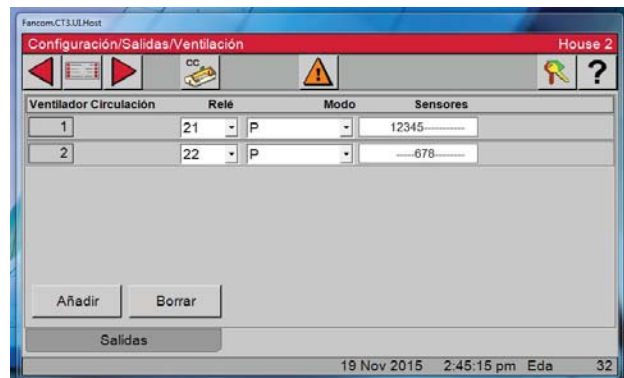 Fancom.CT3.UI.Host
Configuración/Salidas/Ventilación House 2
CC
?
Ventilador Circulación Relé Modo Sensores
1 21 P 12345-----------
2 22 P -----678--------
Añadir Borrar
Salidas
19 Nov 2015 2:45:15 pm Eda 32